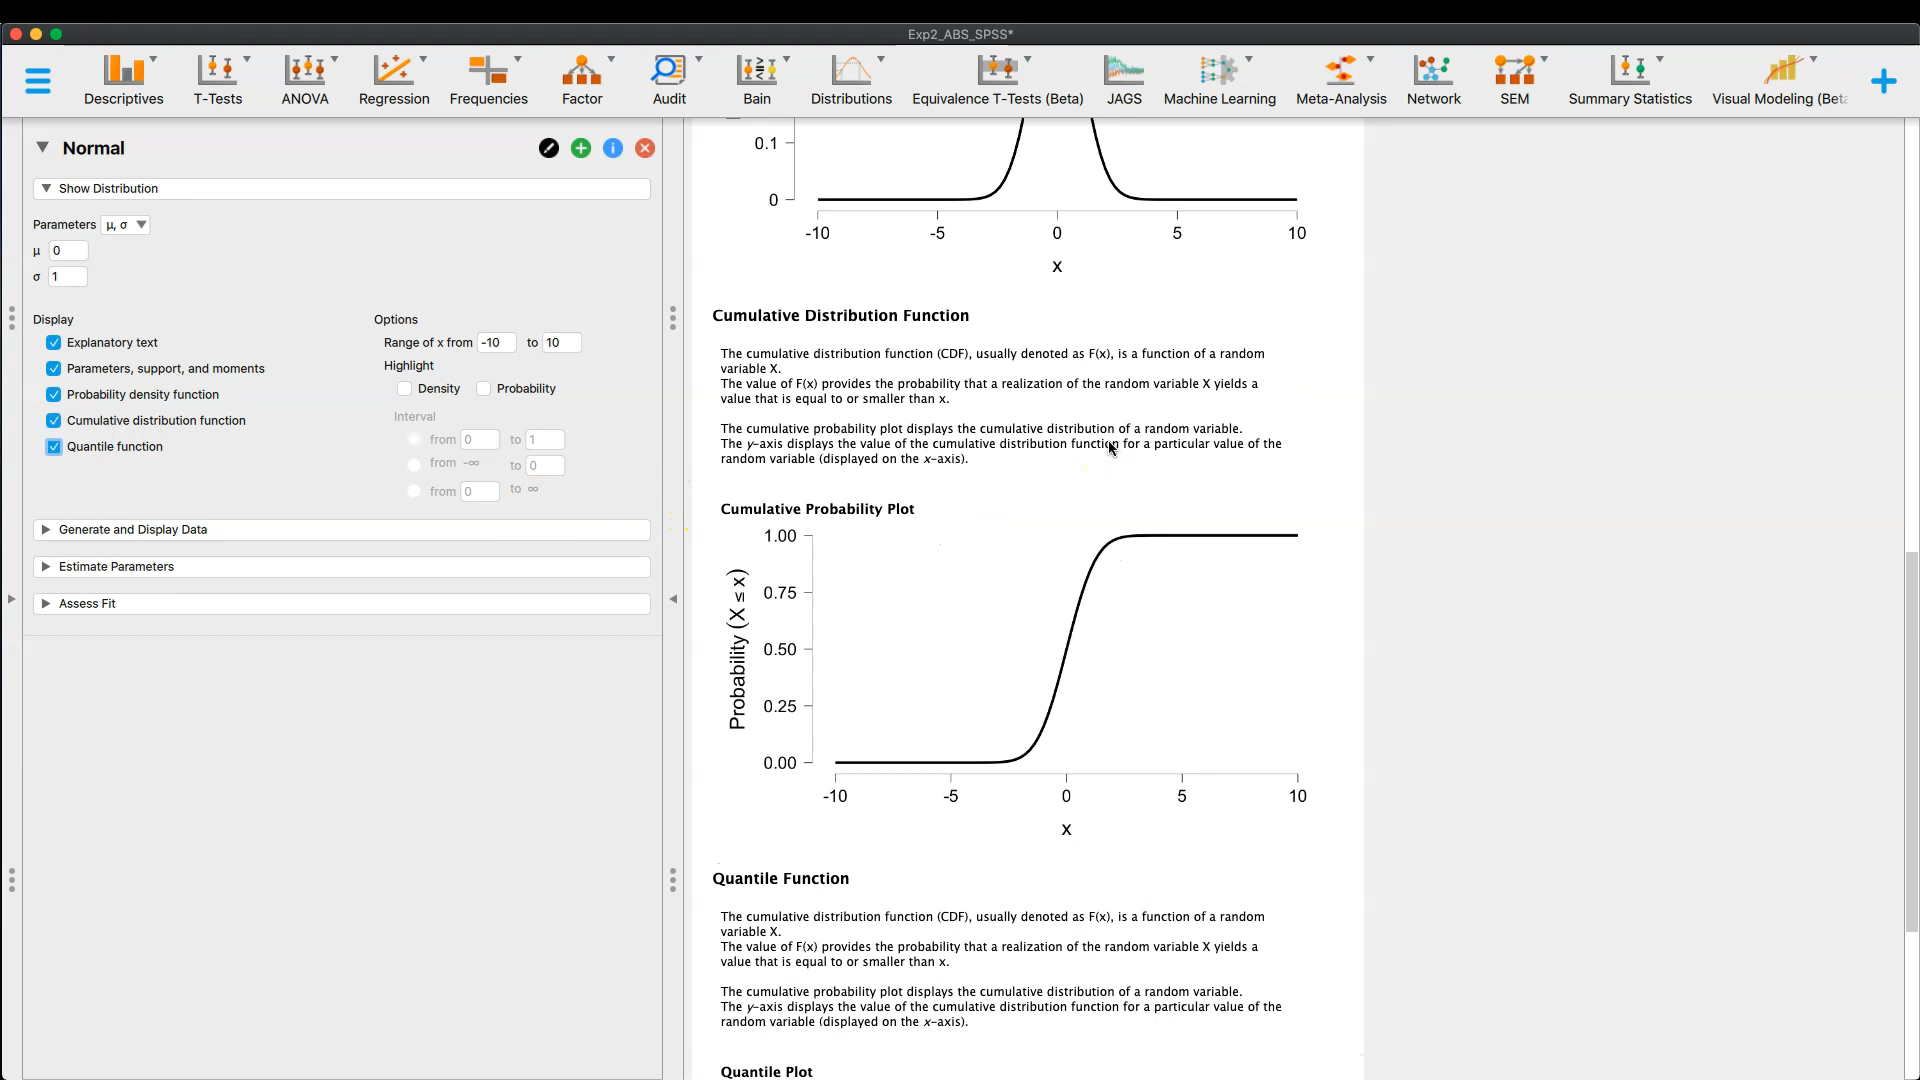 Exp2_ABS_SPSS*
Descriptives
T-Tests
ANOVA
Regression
Frequencies
Factor
Audit
Bain
Distributions
Equivalence T-Tests (Beta)
JAGS
Machine Learning
Meta-Analysis
Network
SEM
Summary Statistics
Visual Modeling (Bet
Normal
Show Distribution
Parameters μ, σ
μ 0
σ 1
Display
Explanatory text
Parameters, support, and moments
Probability density function
Cumulative distribution function
Quantile function
Options
Range of x from -10 to 10
Highlight
Density Probability
Interval
from 0 to 1
from -∞ to 0
from 0 to ∞
Generate and Display Data
Estimate Parameters
Assess Fit
0.1
0
-10 -5 0 5 10
x
Cumulative Distribution Function
The cumulative distribution function (CDF), usually denoted as F(x), is a function of a random
variable X.
The value of F(x) provides the probability that a realization of the random variable X yields a
value that is equal to or smaller than x.
The cumulative probability plot displays the cumulative distribution of a random variable.
The y-axis displays the value of the cumulative distribution function for a particular value of the
random variable (displayed on the x-axis).
Cumulative Probability Plot
1.00
0.75
0.50
0.25
0.00
Probability (X ≤ x)
-10 -5 0 5 10
x
Quantile Function
The cumulative distribution function (CDF), usually denoted as F(x), is a function of a random
variable X.
The value of F(x) provides the probability that a realization of the random variable X yields a
value that is equal to or smaller than x.
The cumulative probability plot displays the cumulative distribution of a random variable.
The y-axis displays the value of the cumulative distribution function for a particular value of the
random variable (displayed on the x-axis).
Quantile Plot